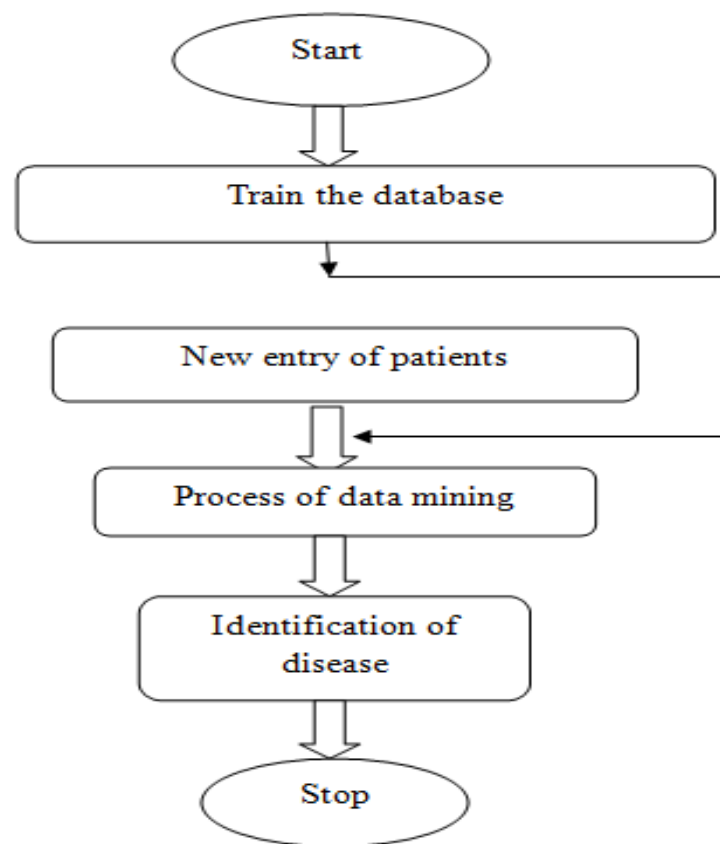 Start
Train the database
New entry of patients
Process of data mining
Identification of
disease
Stop